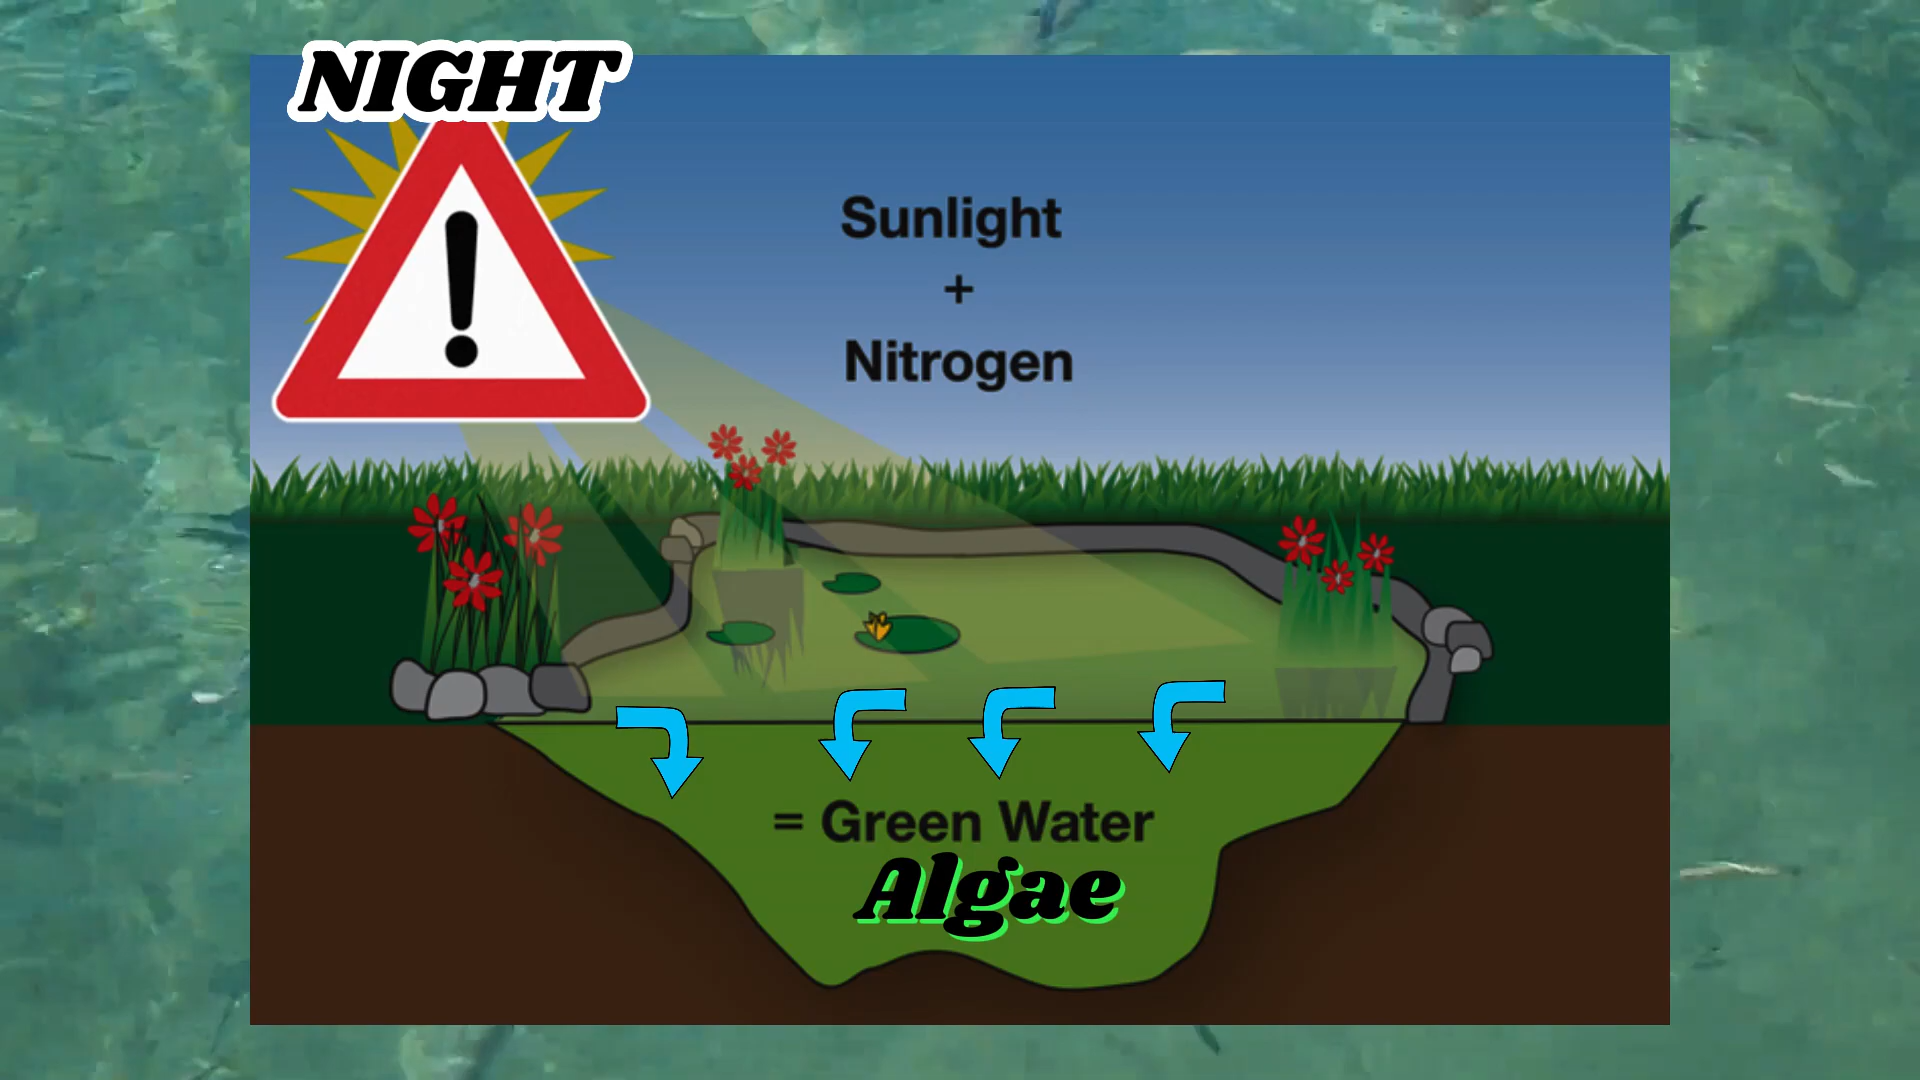 NIGHT
!
Sunlight
+
Nitrogen
= Green Water
Algae